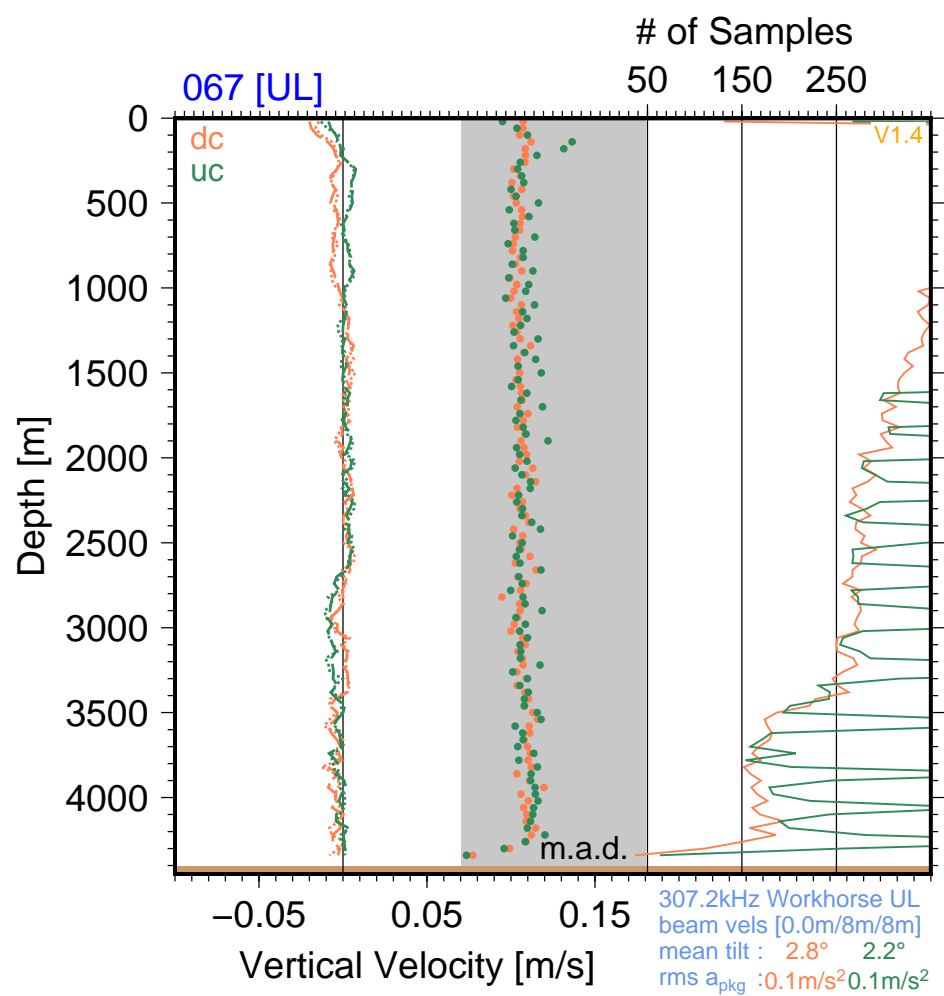 # of Samples
50 150 250
067 [UL]
dc
uc
V1.4
0
500
1000
1500
2000
2500
3000
3500
4000
Depth [m]
m.a.d.
−0.05 0.05 0.15
Vertical Velocity [m/s]
307.2kHz Workhorse UL
beam vels [0.0m/8m/8m]
mean tilt : 2.8° 2.2°
rms a_pkg :0.1m/s² 0.1m/s²